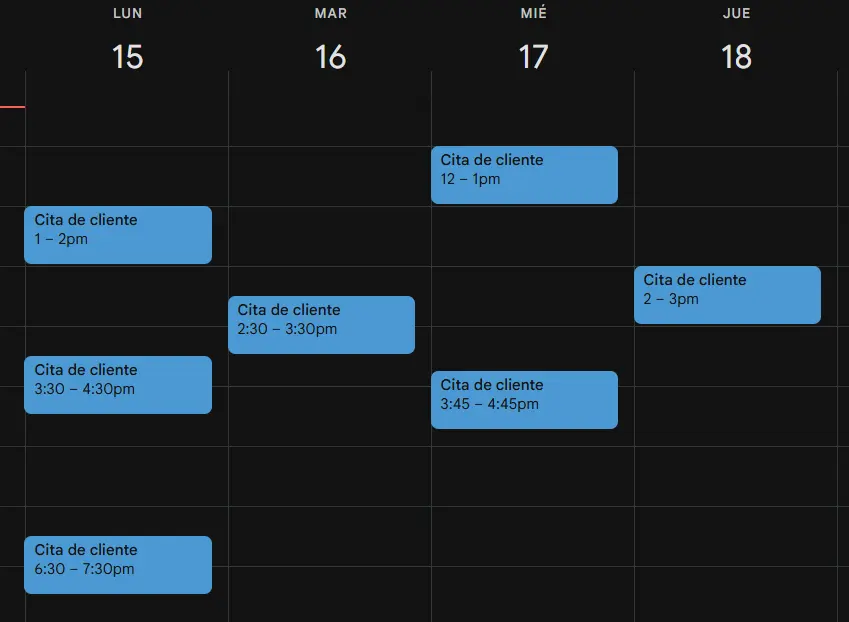 LUN
15
MAR
16
MIÉ
17
JUE
18
Cita de cliente
1 – 2pm
Cita de cliente
3:30 – 4:30pm
Cita de cliente
6:30 – 7:30pm
Cita de cliente
2:30 – 3:30pm
Cita de cliente
12 – 1pm
Cita de cliente
3:45 – 4:45pm
Cita de cliente
2 – 3pm